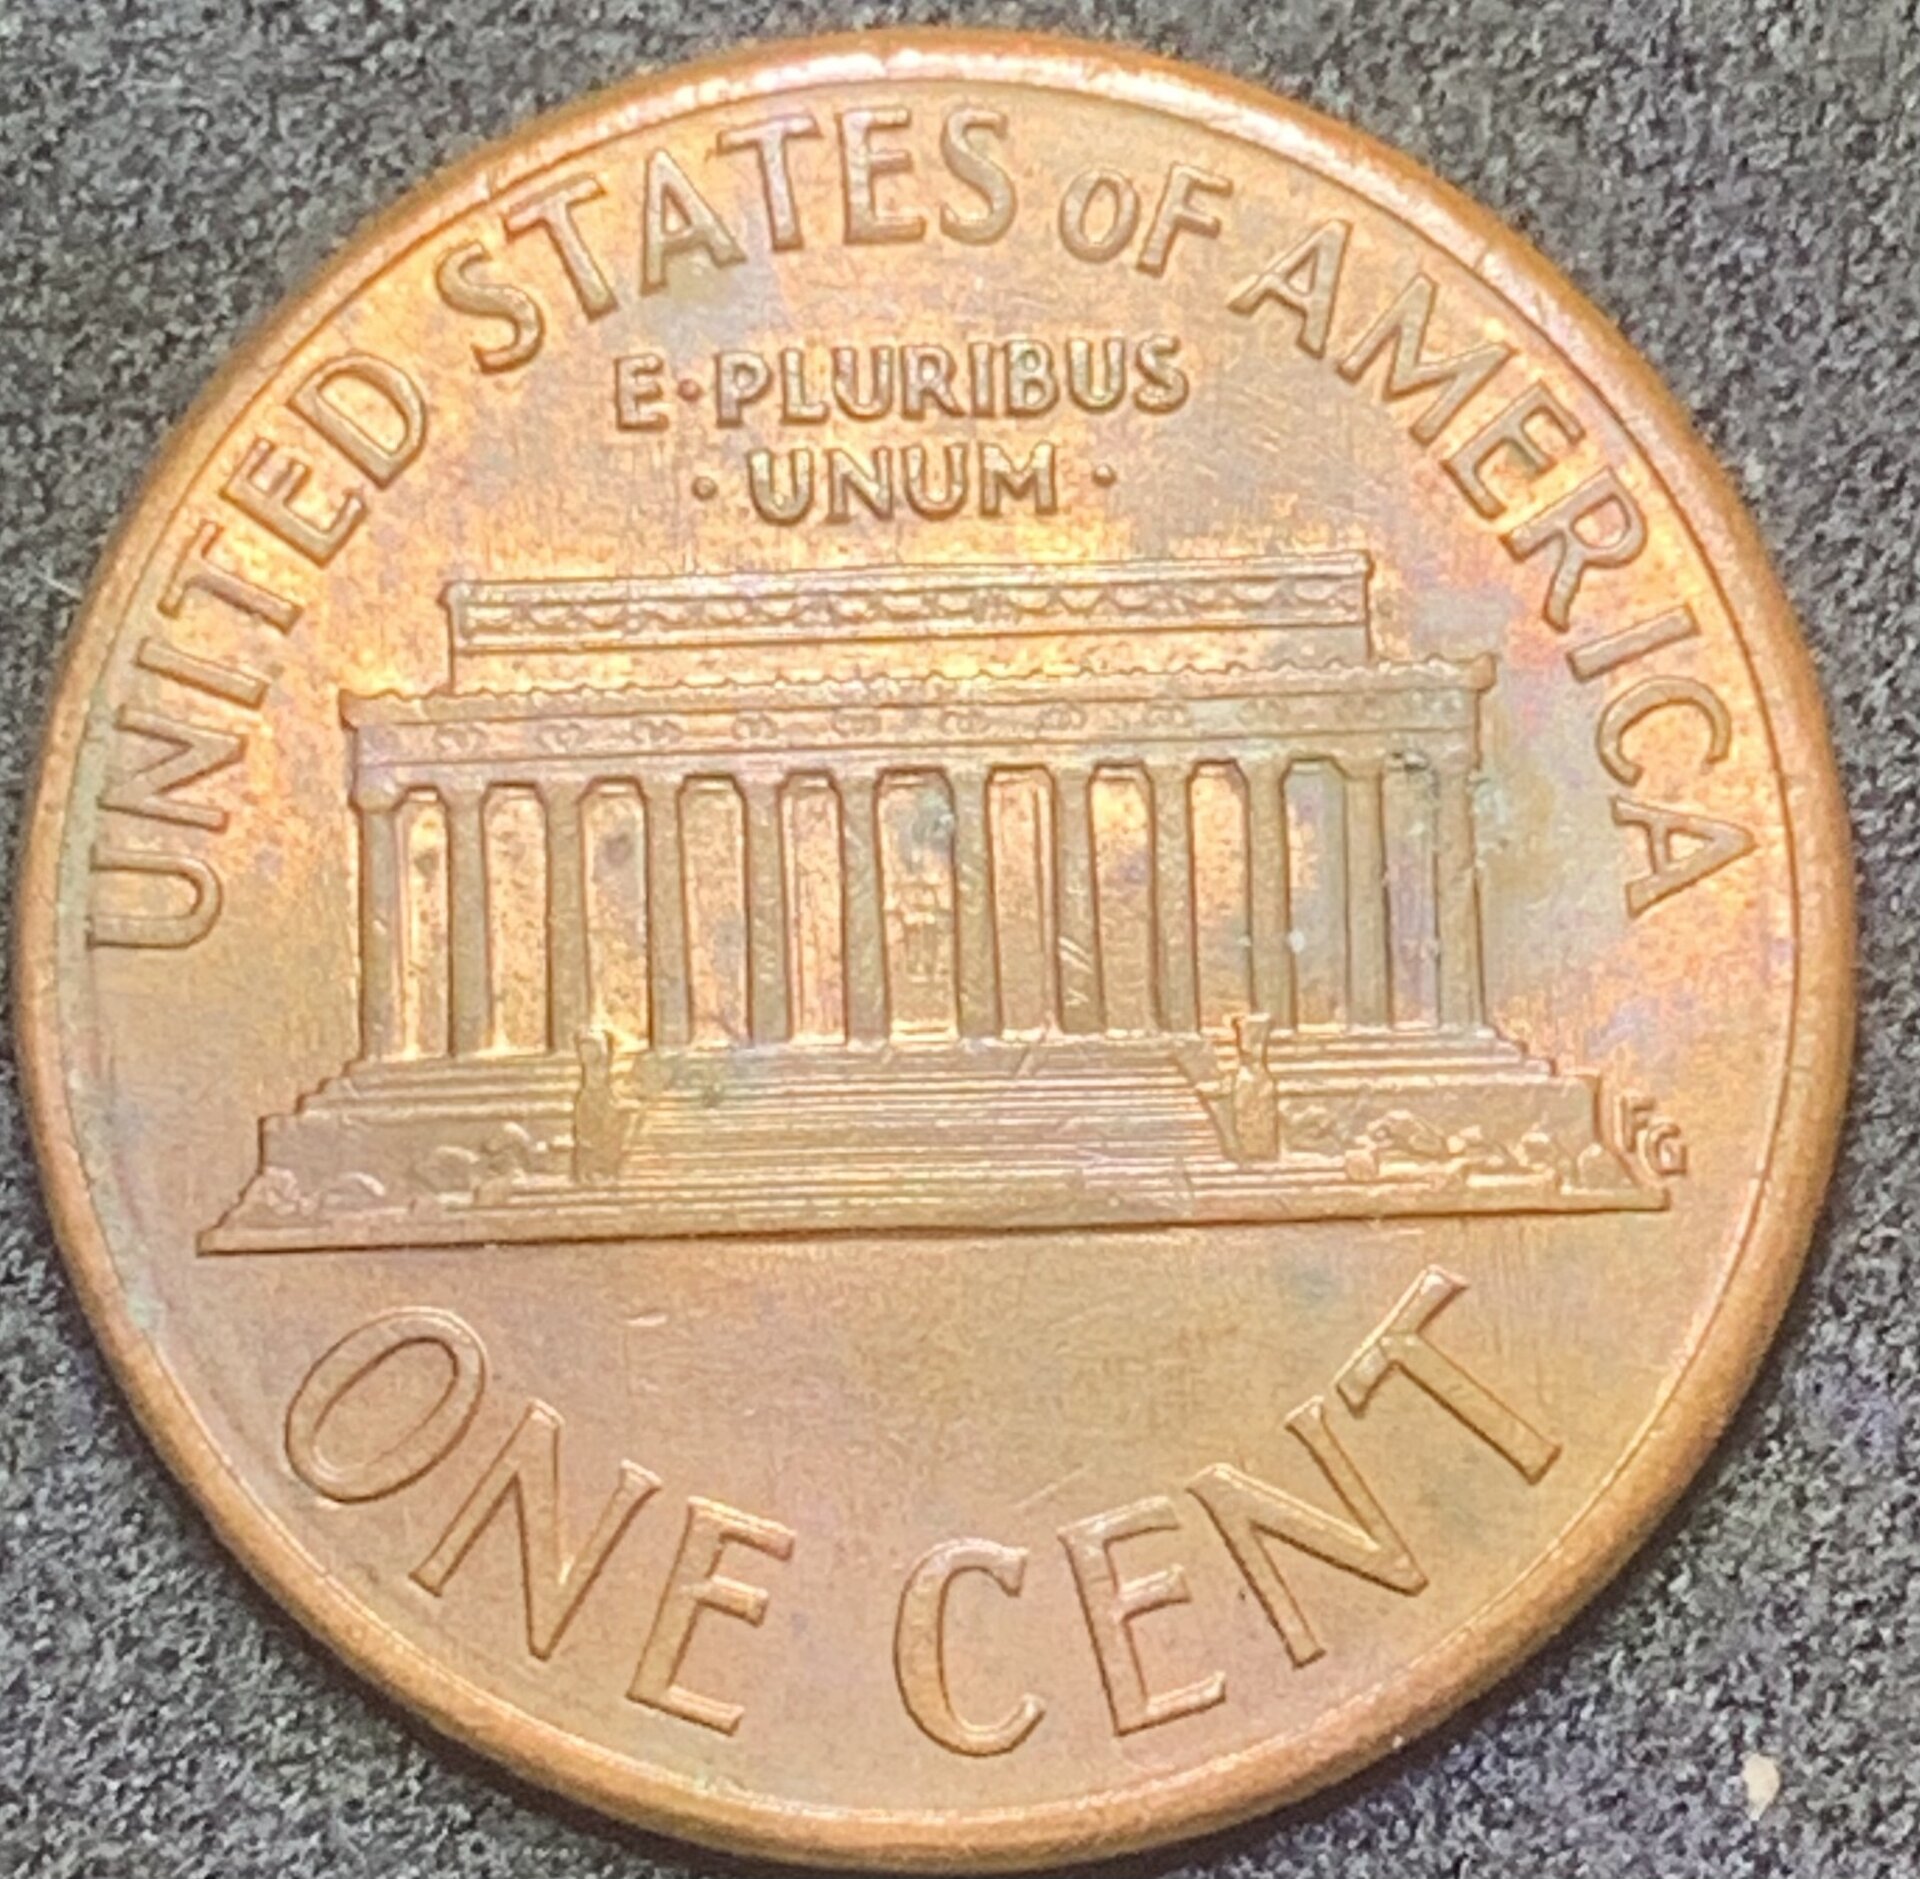 UNITED STATES OF AMERICA
E·PLURIBUS
· UNUM ·
FG
ONE CENT